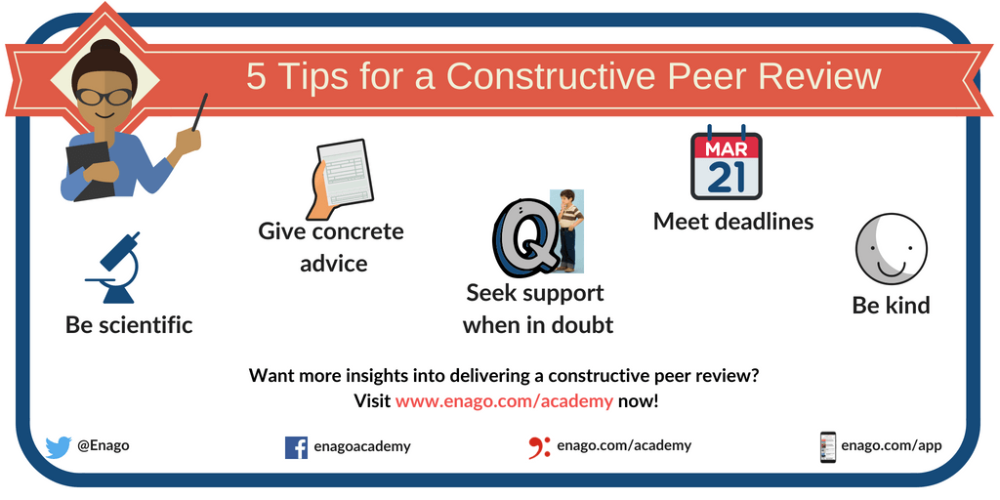 5 Tips for a Constructive Peer Review
Be scientific
Give concrete
advice
Q
Seek support
when in doubt
MAR
21
Meet deadlines
Be kind
Want more insights into delivering a constructive peer review?
Visit www.enago.com/academy now!
@Enago
enagoacademy
enago.com/academy
enago.com/app